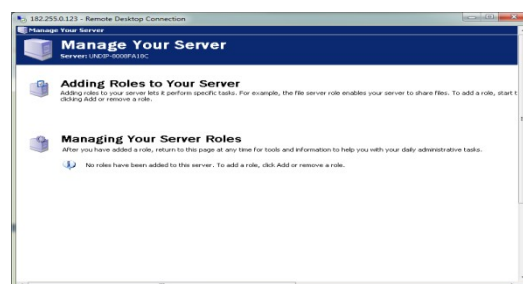 182.255.0.123 - Remote Desktop Connection
Manage Your Server
Manage Your Server
Server: UNDIP-0008FA18C
Adding Roles to Your Server
Adding roles to your server lets it perform specific tasks. For example, the file server role enables your server to share files. To add a role, start t
clicking Add or remove a role.
Managing Your Server Roles
After you have added a role, return to this page at any time for tools and information to help you with your daily administrative tasks.
No roles have been added to this server. To add a role, click Add or remove a role.